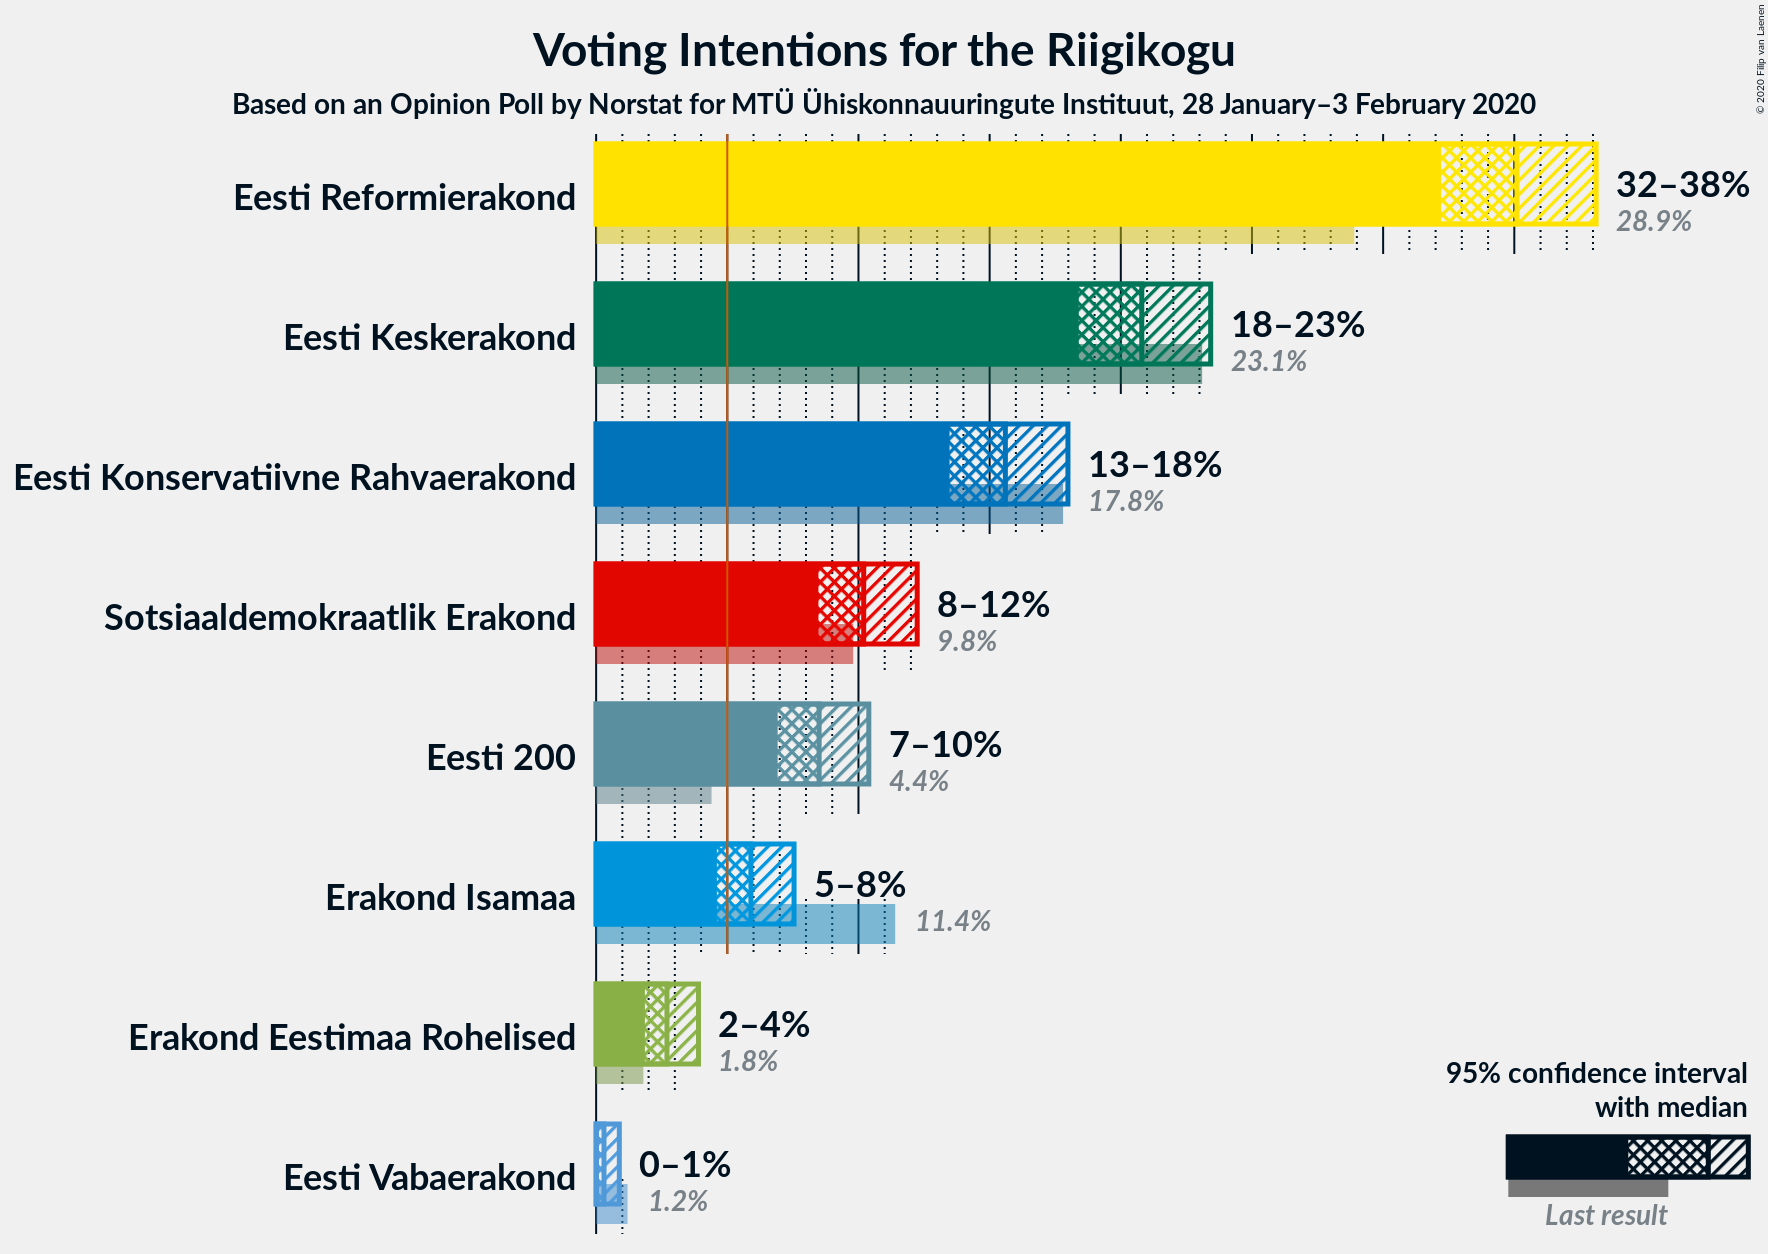 Voting Intentions for the Riigikogu
Based on an Opinion Poll by Norstat for MTÜ Ühiskonnauuringute Instituut, 28 January–3 February 2020
© 2020 Filip van Laenen
Eesti Reformierakond
32–38%
28.9%
Eesti Keskerakond
18–23%
23.1%
Eesti Konservatiivne Rahvaerakond
13–18%
17.8%
Sotsiaaldemokraatlik Erakond
8–12%
9.8%
Eesti 200
7–10%
4.4%
Erakond Isamaa
5–8%
11.4%
Erakond Eestimaa Rohelised
2–4%
1.8%
Eesti Vabaerakond
0–1%
1.2%
95% confidence interval
with median
Last result